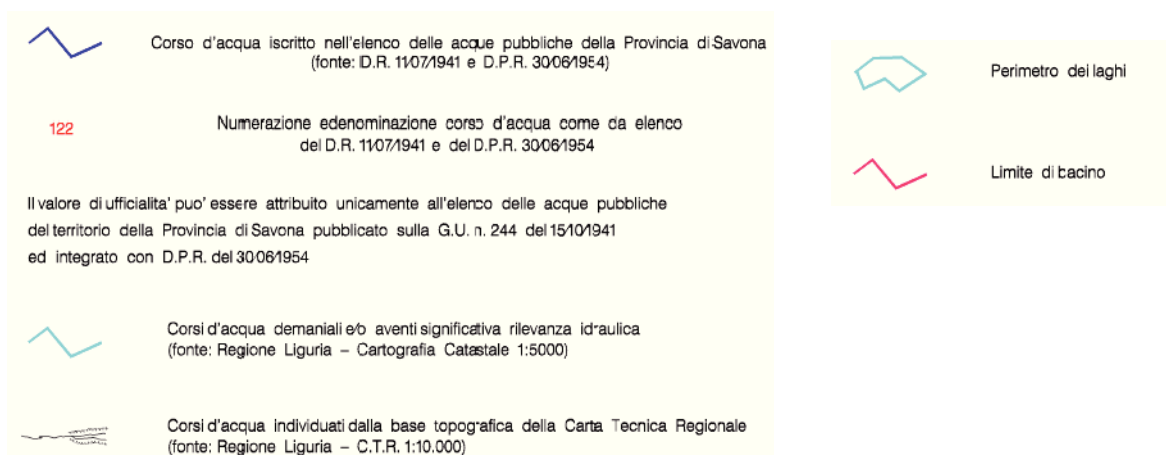 Corso d'acqua iscritto nell'elenco delle acque pubbliche della Provincia di Savona
(fonte: D.R. 11/07/1941 e D.P.R. 30/06/1954)
122
Numerazione edenominazione corso d'acqua come da elenco
del D.R. 11/07/1941 e del D.P.R. 30/06/1954
Il valore di ufficialita' puo' essere attribuito unicamente all'elenco delle acque pubbliche
del territorio della Provincia di Savona pubblicato sulla G.U. n. 244 del 15/10/1941
ed integrato con D.P.R. del 30/06/1954
Corsi d'acqua demaniali e/o aventi significativa rilevanza idraulica
(fonte: Regione Liguria – Cartografia Catastale 1:5000)
Corsi d'acqua individuati dalla base topografica della Carta Tecnica Regionale
(fonte: Regione Liguria – C.T.R. 1:10.000)
Perimetro dei laghi
Limite di bacino